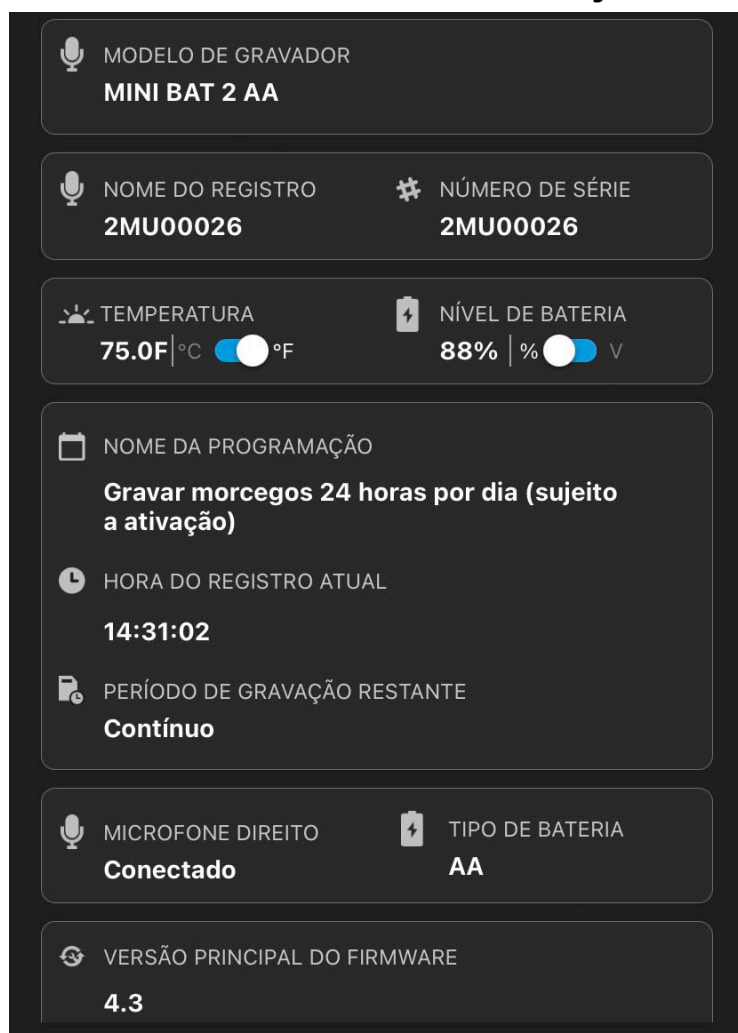 MODELO DE GRAVADOR
MINI BAT 2 AA
NOME DO REGISTRO
2MU00026
NÚMERO DE SÉRIE
2MU00026
TEMPERATURA
75.0F °C °F
NÍVEL DE BATERIA
88% % V
NOME DA PROGRAMAÇÃO
Gravar morcegos 24 horas por dia (sujeito
a ativação)
HORA DO REGISTRO ATUAL
14:31:02
PERÍODO DE GRAVAÇÃO RESTANTE
Contínuo
MICROFONE DIREITO
Conectado
TIPO DE BATERIA
AA
VERSÃO PRINCIPAL DO FIRMWARE
4.3